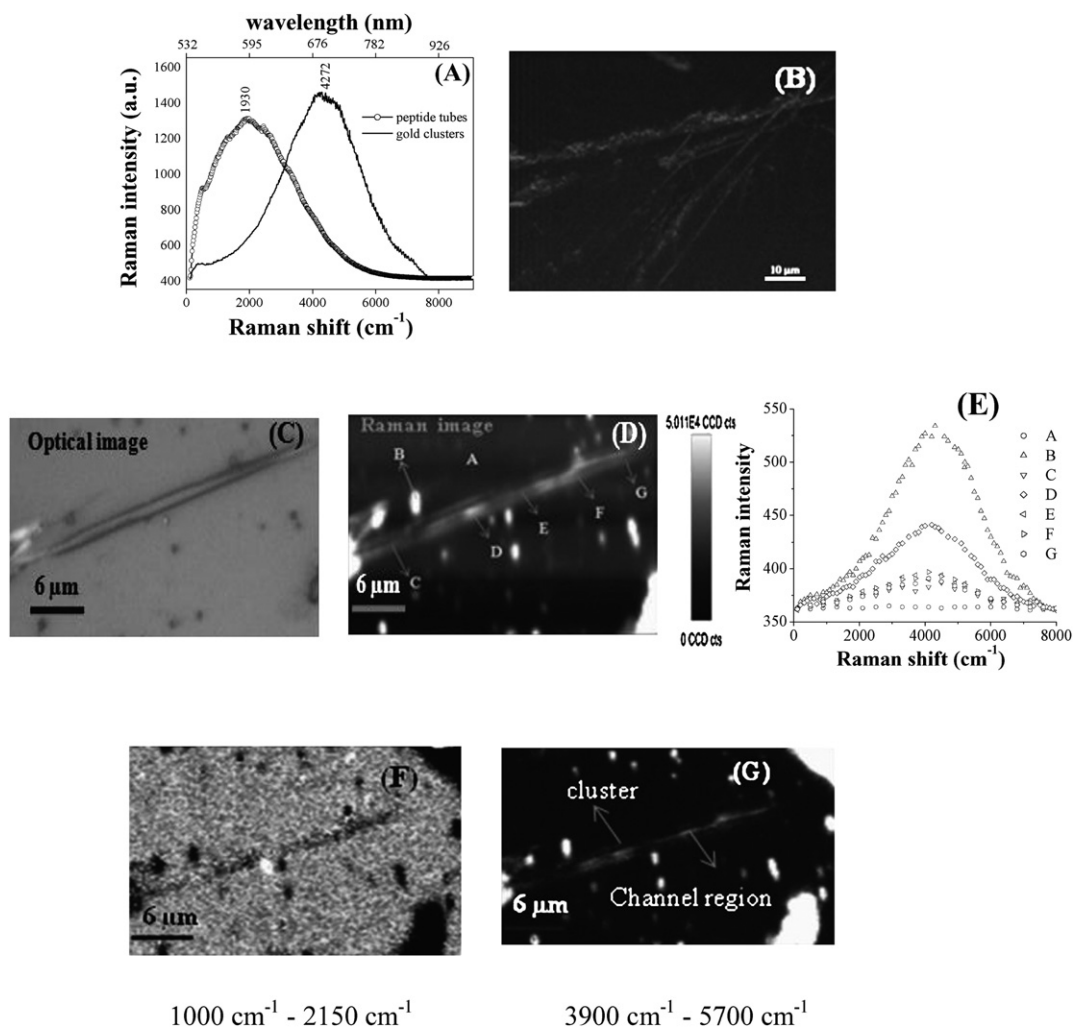 wavelength (nm)
532 595 676 782 926
(A)
1930
4272
peptide tubes
gold clusters
Raman intensity (a.u.)
1600
1400
1200
1000
800
600
400
0 2000 4000 6000 8000
Raman shift (cm-1)
(B)
10 μm
Optical image
(C)
6 μm
Raman image
(D)
B
A
G
F
E
D
C
6 μm
5.011E4 CCD cts
0 CCD cts
(E)
Raman intensity
550
500
450
400
350
0 2000 4000 6000 8000
Raman shift (cm-1)
A
B
C
D
E
F
G
(F)
6 μm
(G)
cluster
Channel region
6 μm
1000 cm-1 - 2150 cm-1
3900 cm-1 - 5700 cm-1